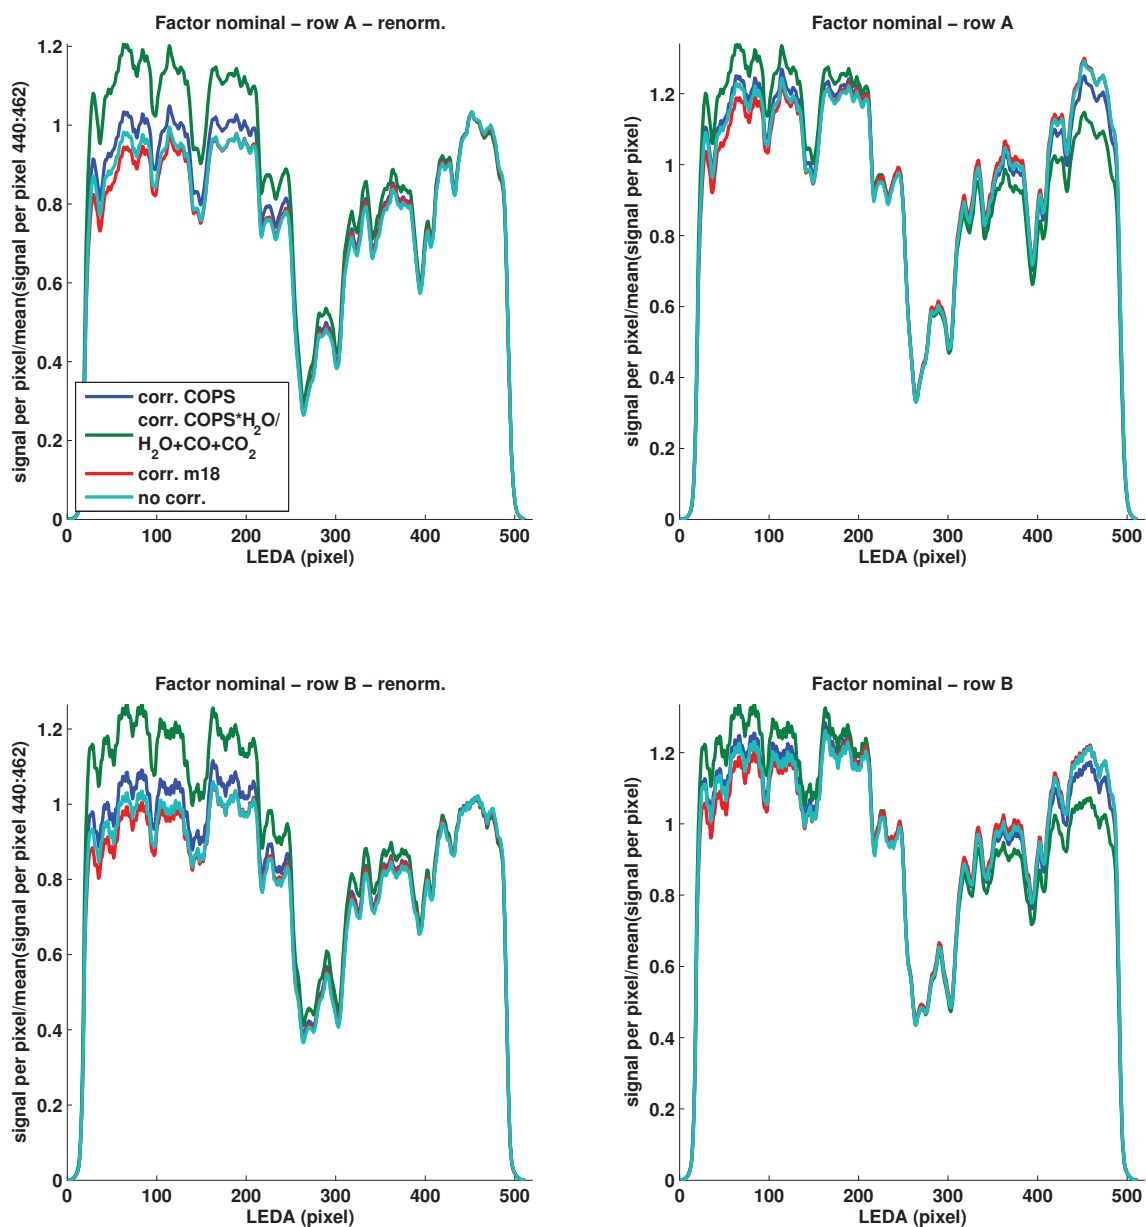 Factor nominal – row A – renorm.
signal per pixel/mean(signal per pixel 440:462)
1.2
1
0.8
0.6
0.4
0.2
0
corr. COPS
corr. COPS*H2O/
H2O+CO+CO2
corr. m18
no corr.
0 100 200 300 400 500
LEDA (pixel)
Factor nominal – row A
signal per pixel/mean(signal per pixel)
1.2
1
1.2
0.8
0.6
0.4
0.2
0
0 100 200 300 400 500
LEDA (pixel)
Factor nominal – row B – renorm.
signal per pixel/mean(signal per pixel 440:462)
1.2
1
0.8
0.6
0.4
0.2
0
0 100 200 300 400 500
LEDA (pixel)
Factor nominal – row B
signal per pixel/mean(signal per pixel)
1.2
1
0.8
0.6
0.4
0.2
0
0 100 200 300 400 500
LEDA (pixel)